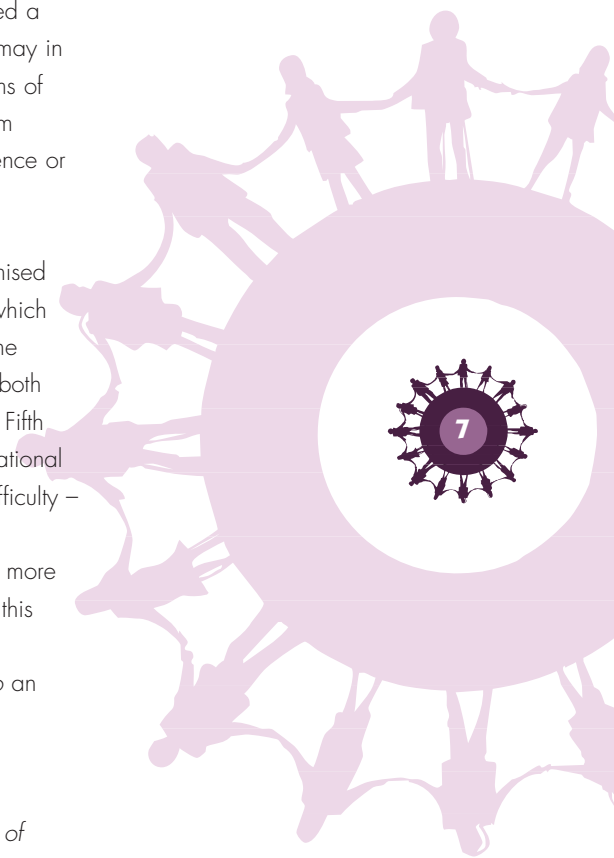 ed a
may in
ns of
m
ence or
nised
which
ne
both
Fifth
ational
fficulty –
more
this
o an
of
7